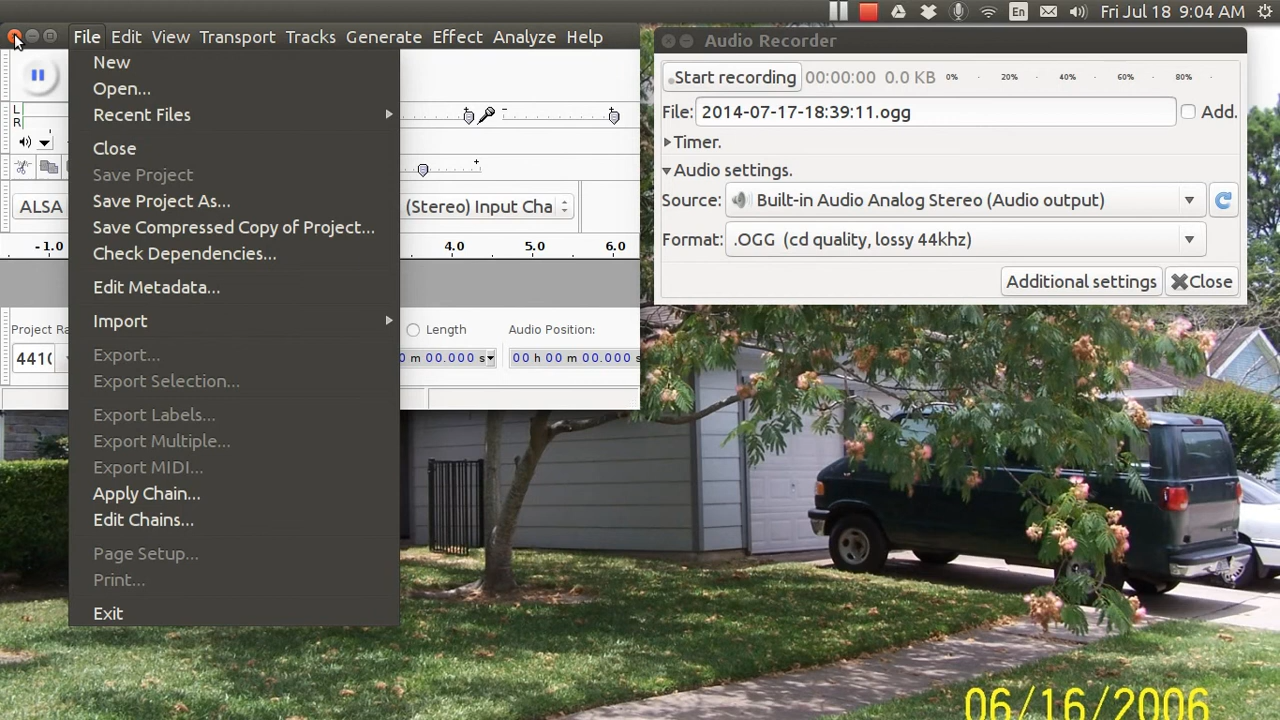 En Fri Jul 18 9:04 AM
File Edit View Transport Tracks Generate Effect Analyze Help
New
Open...
Recent Files
Close
Save Project
Save Project As...
Save Compressed Copy of Project...
Check Dependencies...
Edit Metadata...
Import
Export...
Export Selection...
Export Labels...
Export Multiple...
Export MIDI...
Apply Chain...
Edit Chains...
Page Setup...
Print...
Exit
L
R
ALSA
(Stereo) Input Cha
-1.0 4.0 5.0 6.0
Project Ra
Length Audio Position:
m 00.000 s 00 h 00 m 00.000 s
Audio Recorder
Start recording 00:00:00 0.0 KB 0% 20% 40% 60% 80%
File: 2014-07-17-18:39:11.ogg Add.
Timer.
Audio settings.
Source: Built-in Audio Analog Stereo (Audio output)
Format: .OGG (cd quality, lossy 44khz)
Additional settings Close
06/16/2006